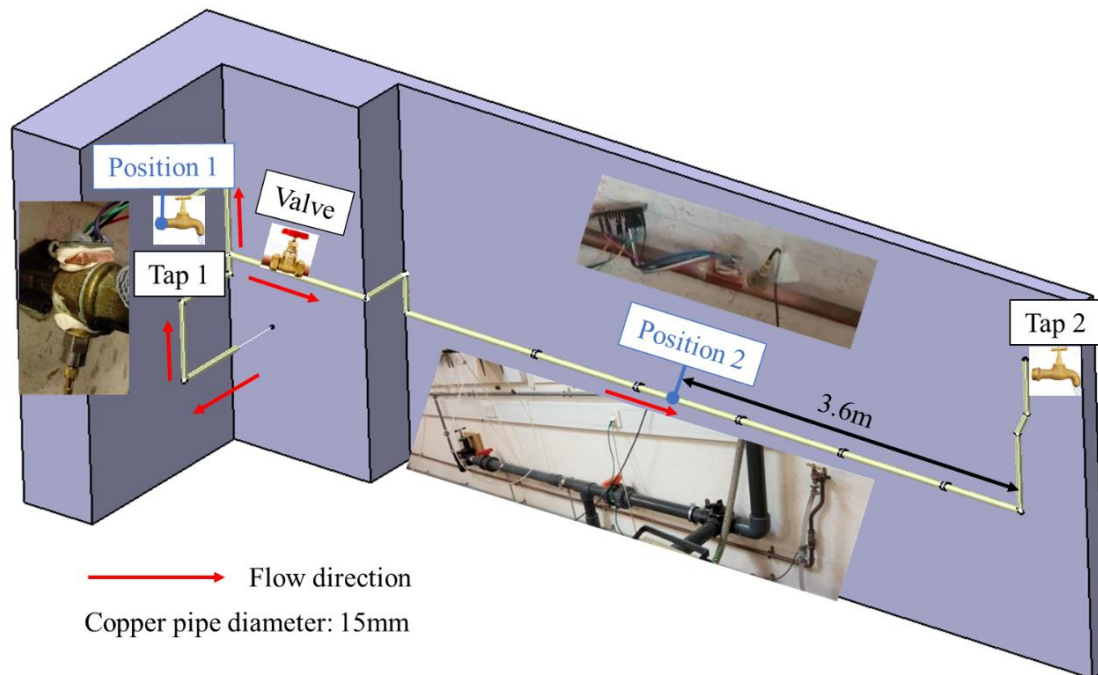 Position 1
Valve
Tap 1
Position 2
Tap 2
3.6m
Flow direction
Copper pipe diameter: 15mm